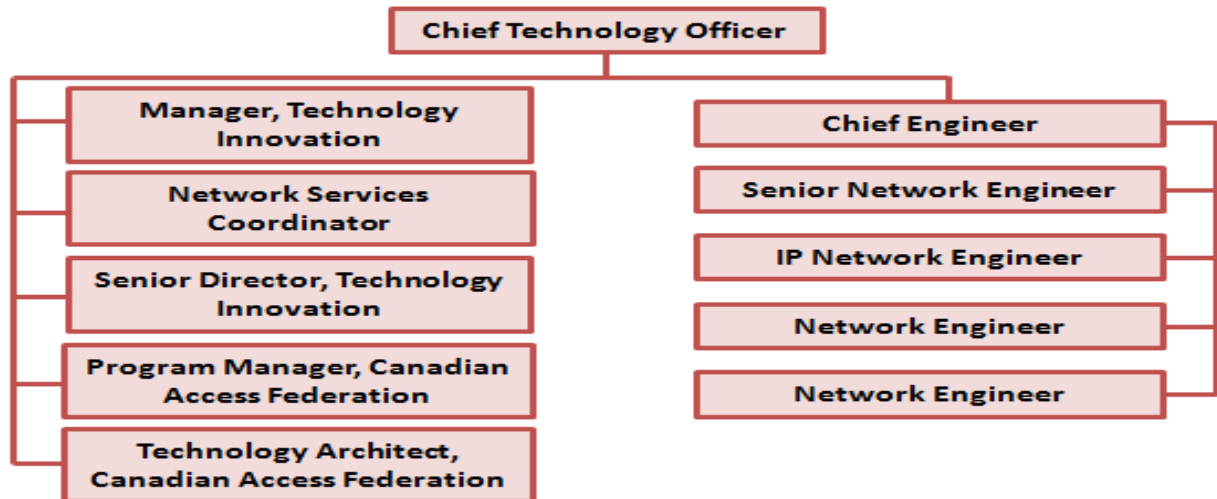 Chief Technology Officer
Manager, Technology
Innovation
Network Services
Coordinator
Senior Director, Technology
Innovation
Program Manager, Canadian
Access Federation
Technology Architect,
Canadian Access Federation
Chief Engineer
Senior Network Engineer
IP Network Engineer
Network Engineer
Network Engineer